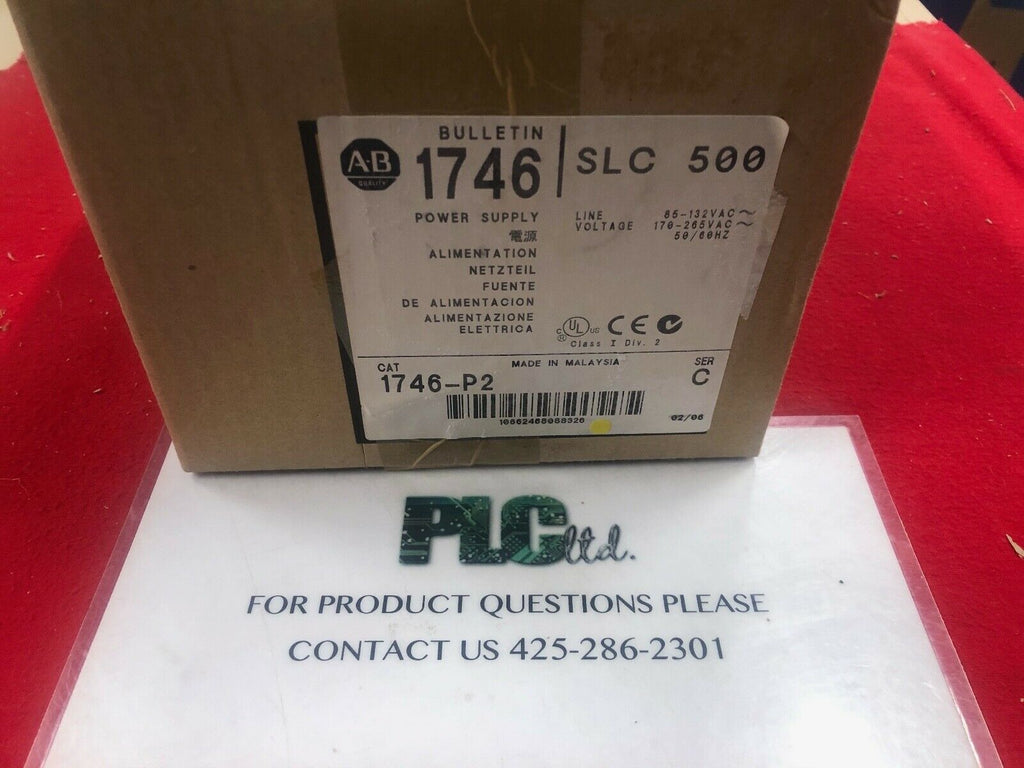 A·B
QUALITY
BULLETIN
1746
SLC 500
POWER SUPPLY
電源
ALIMENTATION
NETZTEIL
FUENTE
DE ALIMENTACION
ALIMENTAZIONE
ELETTRICA
LINE
VOLTAGE
85-132VAC ~
170-265VAC ~
50/60HZ
C UL US
CE
Class I Div. 2
MADE IN MALAYSIA
CAT
1746-P2
SER
C
02/06
PLC ltd.
FOR PRODUCT QUESTIONS PLEASE
CONTACT US 425-286-2301